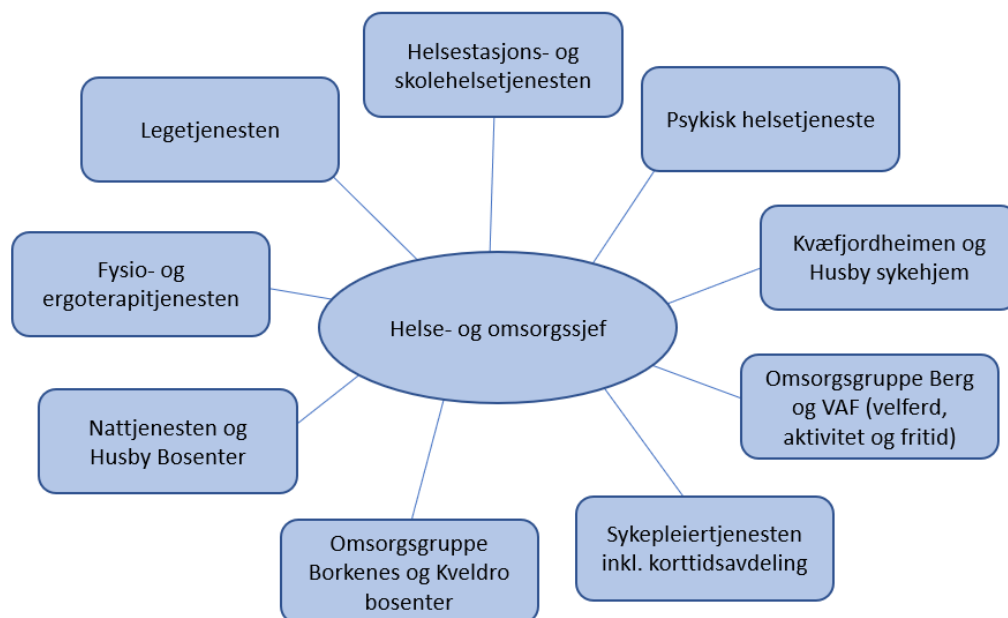 Helsestasjons- og
skolehelsetjenesten
Legetjenesten
Psykisk helsetjeneste
Fysio- og
ergoterapitjenesten
Kvæfjordheimen og
Husby sykehjem
Helse- og omsorgssjef
Nattjenesten og
Husby Bosenter
Omsorgsgruppe Berg
og VAF (velferd,
aktivitet og fritid)
Omsorgsgruppe
Borkenes og Kveldro
bosenter
Sykepleiertjenesten
inkl. korttidsavdeling